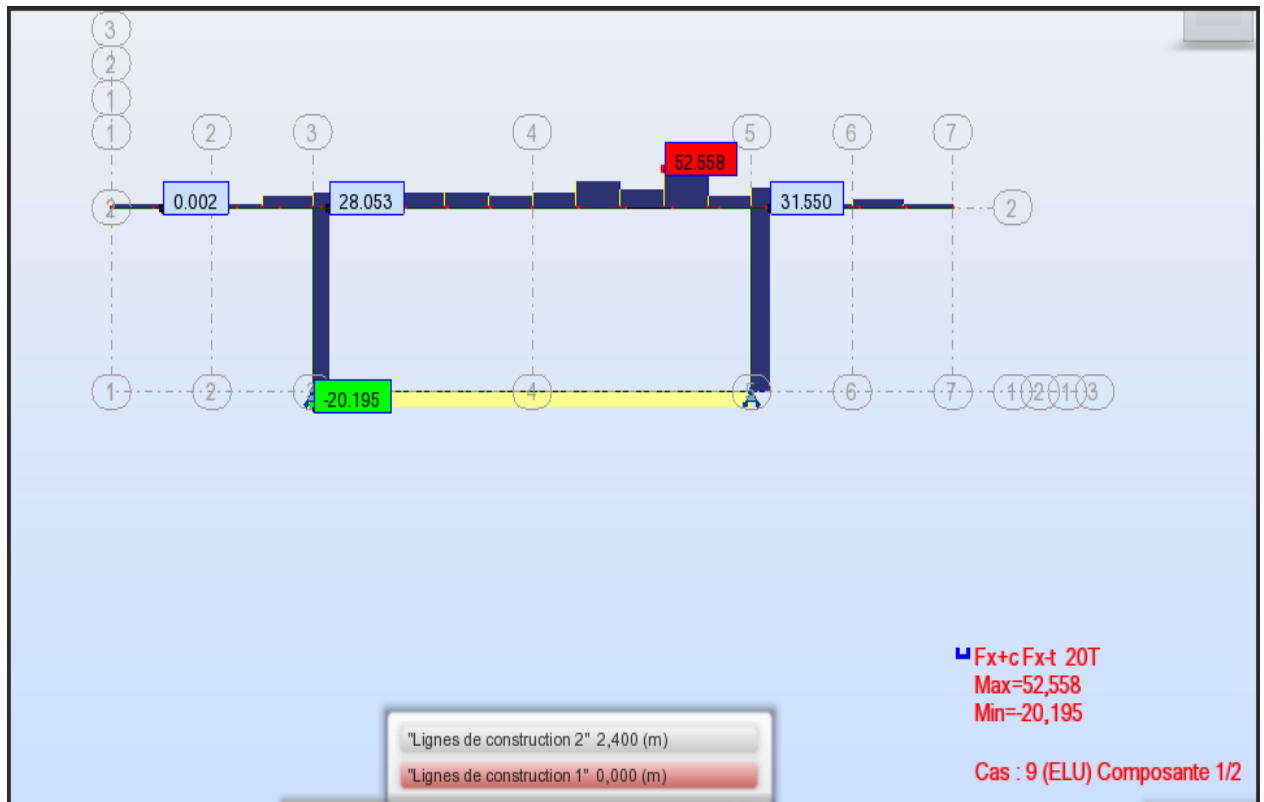 3
2
1
1 2 3 4 5 6 7
52.558
2 0.002 28.053 31.550 2
1 2 -20.195 4 5 6 7 1 2 1 3
Fx+c Fx-t 20T
Max=52,558
Min=-20,195
"Lignes de construction 2" 2,400 (m)
"Lignes de construction 1" 0,000 (m)
Cas : 9 (ELU) Composante 1/2